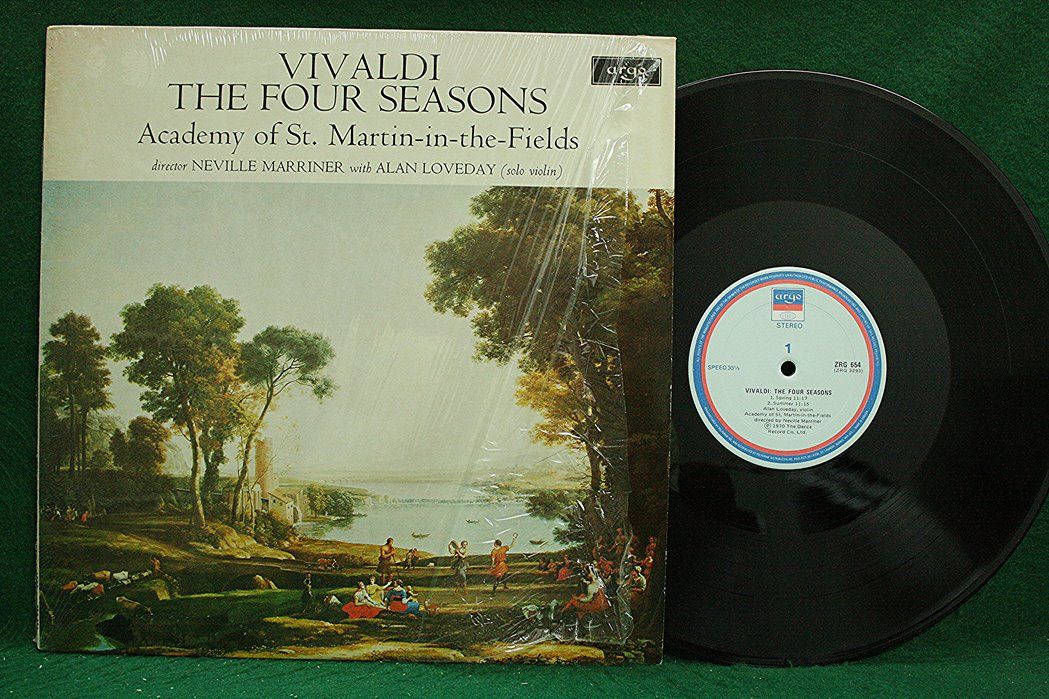 VIVALDI
THE FOUR SEASONS
Academy of St. Martin-in-the-Fields
director NEVILLE MARRINER with ALAN LOVEDAY (solo violin)
argo
argo
STEREO
1
SPEED 33⅓
ZRG 654
(ZRG 3293)
VIVALDI: THE FOUR SEASONS
1. Spring 11:17
2. Summer 11:15
Alan Loveday, violin
Academy of St. Martin-in-the-Fields
directed by Neville Marriner
Ⓟ 1970 The Decca
Record Co., Ltd.